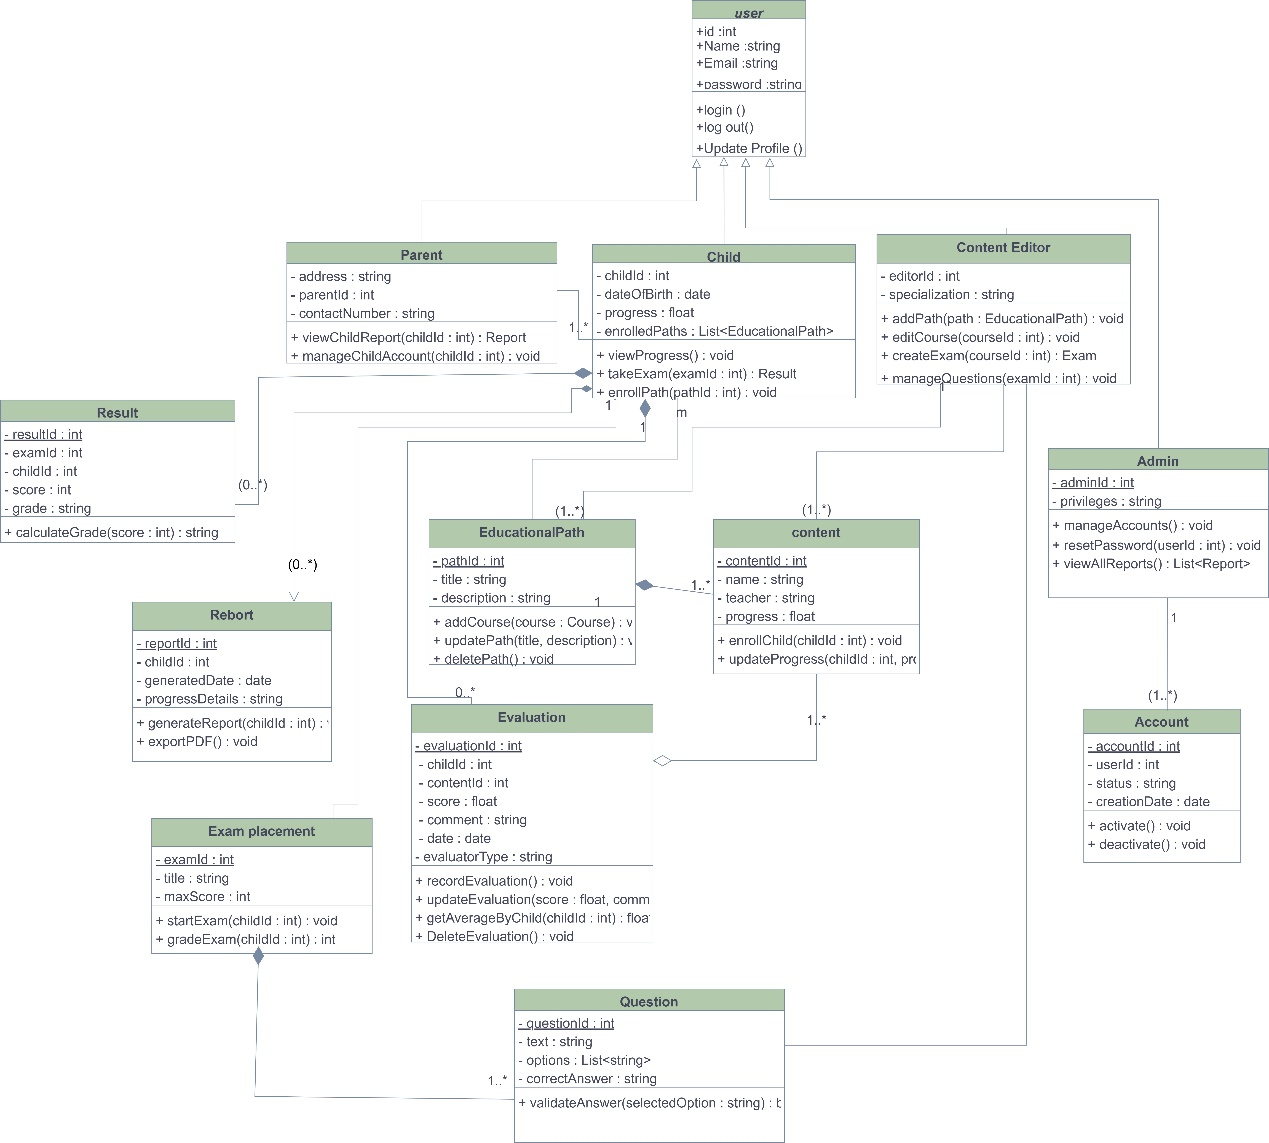 user
+id :int
+Name :string
+Email :string
+password :string
+login ()
+log out()
+Update Profile ()
Parent
- address : string
- parentId : int
- contactNumber : string
+ viewChildReport(childId : int) : Report
+ manageChildAccount(childId : int) : void
1..*
Child
- childId : int
- dateOfBirth : date
- progress : float
- enrolledPaths : List<EducationalPath>
+ viewProgress() : void
+ takeExam(examId : int) : Result
+ enrollPath(pathId : int) : void
1
m
1
Content Editor
- editorId : int
- specialization : string
+ addPath(path : EducationalPath) : void
+ editCourse(courseId : int) : void
+ createExam(courseId : int) : Exam
+ manageQuestions(examId : int) : void
1
Result
- resultId : int
- examId : int
- childId : int
- score : int
- grade : string
+ calculateGrade(score : int) : string
(0..*)
Admin
- adminId : int
- privileges : string
+ manageAccounts() : void
+ resetPassword(userId : int) : void
+ viewAllReports() : List<Report>
1
(1..*)
(1..*)
EducationalPath
- pathId : int
- title : string
- description : string
1
+ addCourse(course : Course) : v
+ updatePath(title, description) : v
+ deletePath() : void
1..*
content
- contentId : int
- name : string
- teacher : string
- progress : float
+ enrollChild(childId : int) : void
+ updateProgress(childId : int, pro
(0..*)
Rebort
- reportId : int
- childId : int
- generatedDate : date
- progressDetails : string
+ generateReport(childId : int) :
+ exportPDF() : void
0..*
1..*
(1..*)
Evaluation
- evaluationId : int
- childId : int
- contentId : int
- score : float
- comment : string
- date : date
- evaluatorType : string
+ recordEvaluation() : void
+ updateEvaluation(score : float, comm
+ getAverageByChild(childId : int) : floa
+ DeleteEvaluation() : void
Account
- accountId : int
- userId : int
- status : string
- creationDate : date
+ activate() : void
+ deactivate() : void
Exam placement
- examId : int
- title : string
- maxScore : int
+ startExam(childId : int) : void
+ gradeExam(childId : int) : int
1..*
Question
- questionId : int
- text : string
- options : List<string>
- correctAnswer : string
+ validateAnswer(selectedOption : string) : b